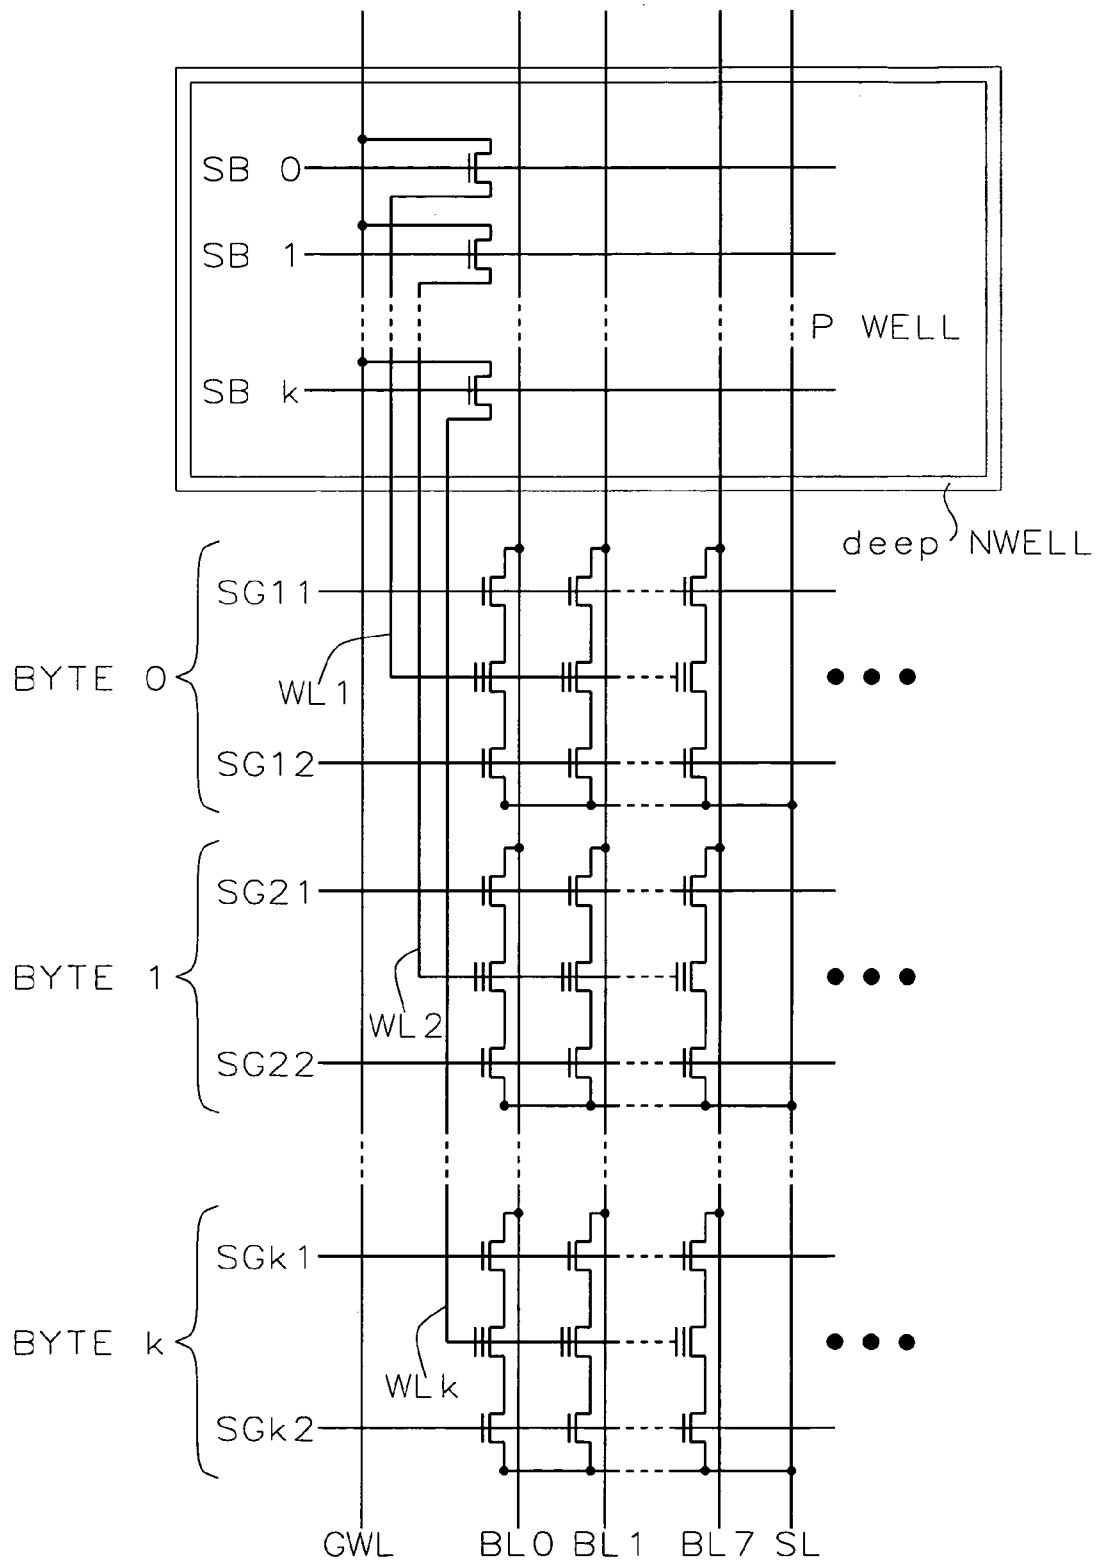 SB 0
SB 1
P WELL
SB k
deep NWELL
SG11
BYTE 0
WL1
SG12
SG21
BYTE 1
WL2
SG22
SGk1
BYTE k
WLk
SGk2
GWL BL0 BL1 BL7 SL